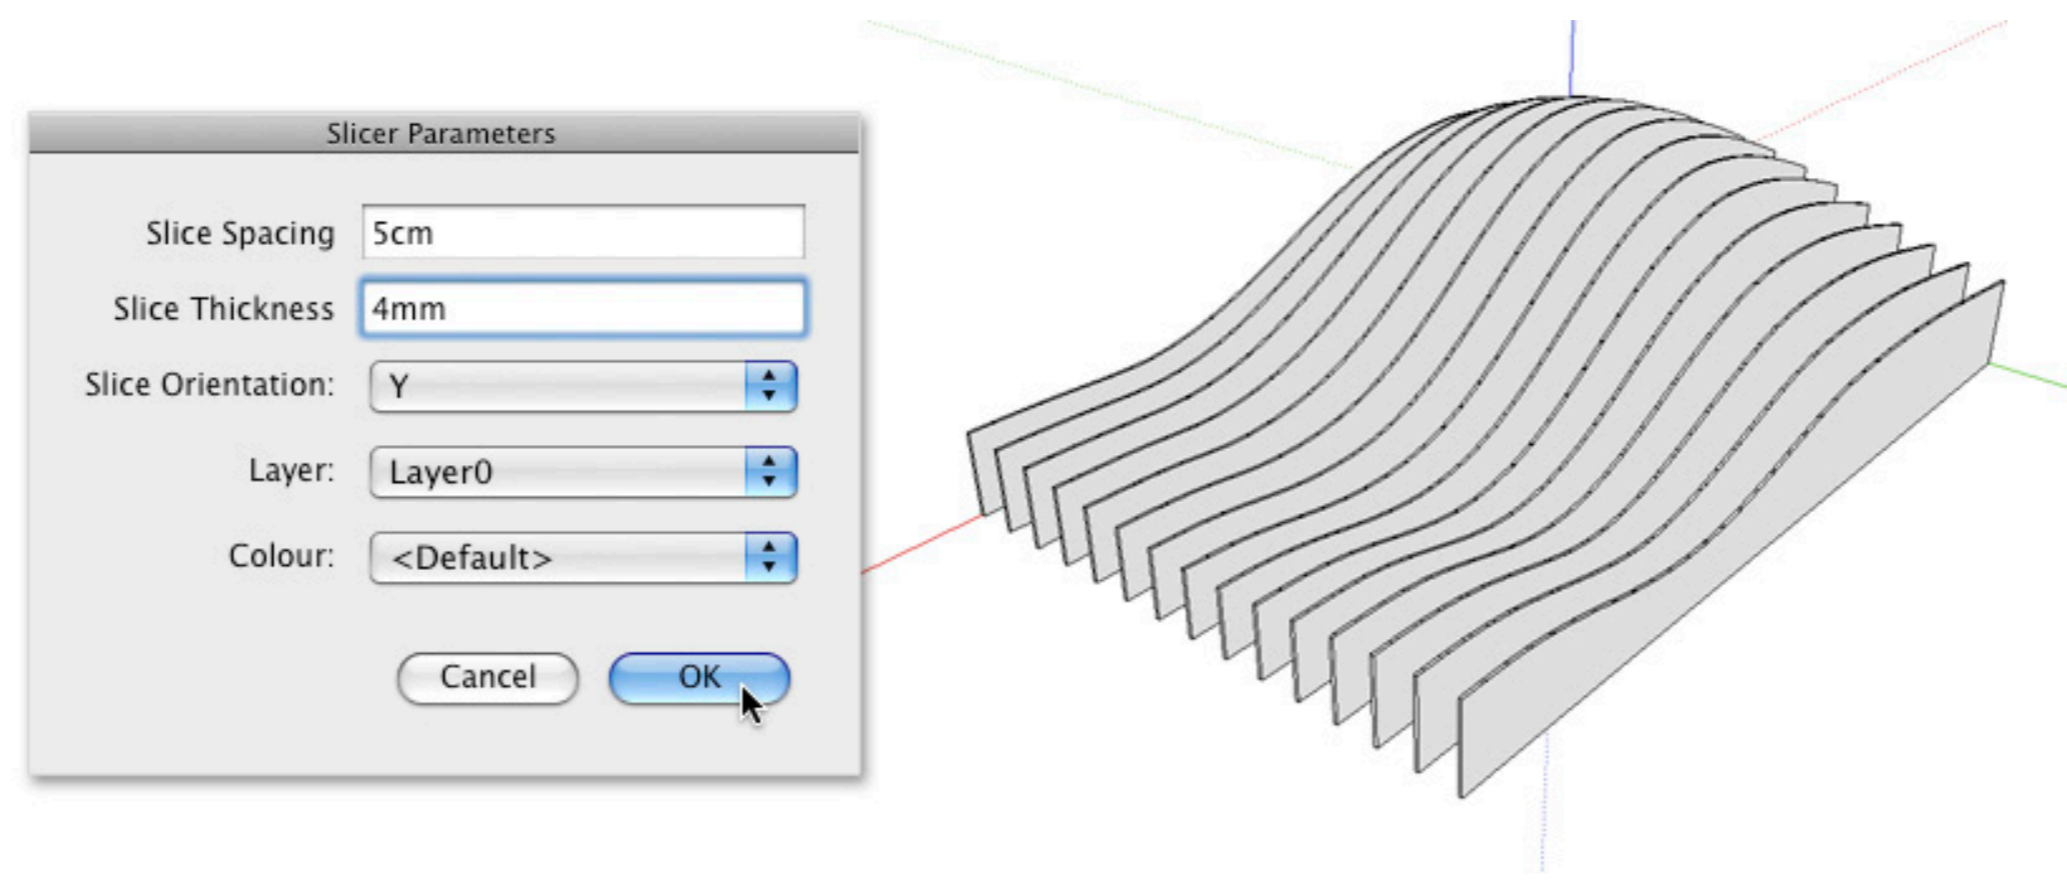 Slicer Parameters
Slice Spacing 5cm
Slice Thickness 4mm
Slice Orientation: Y
Layer: Layer0
Colour: <Default>
Cancel OK